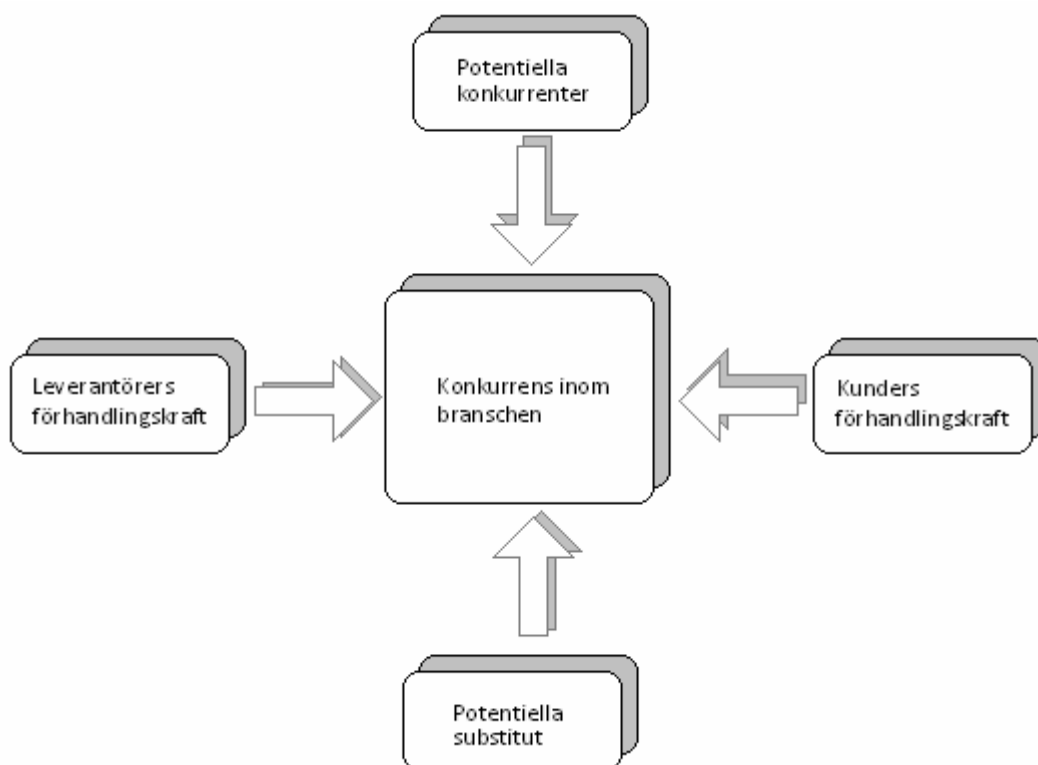 Potentiella
konkurrenter
Leverantörers
förhandlingskraft
Konkurrens inom
branschen
Kunders
förhandlingskraft
Potentiella
substitut